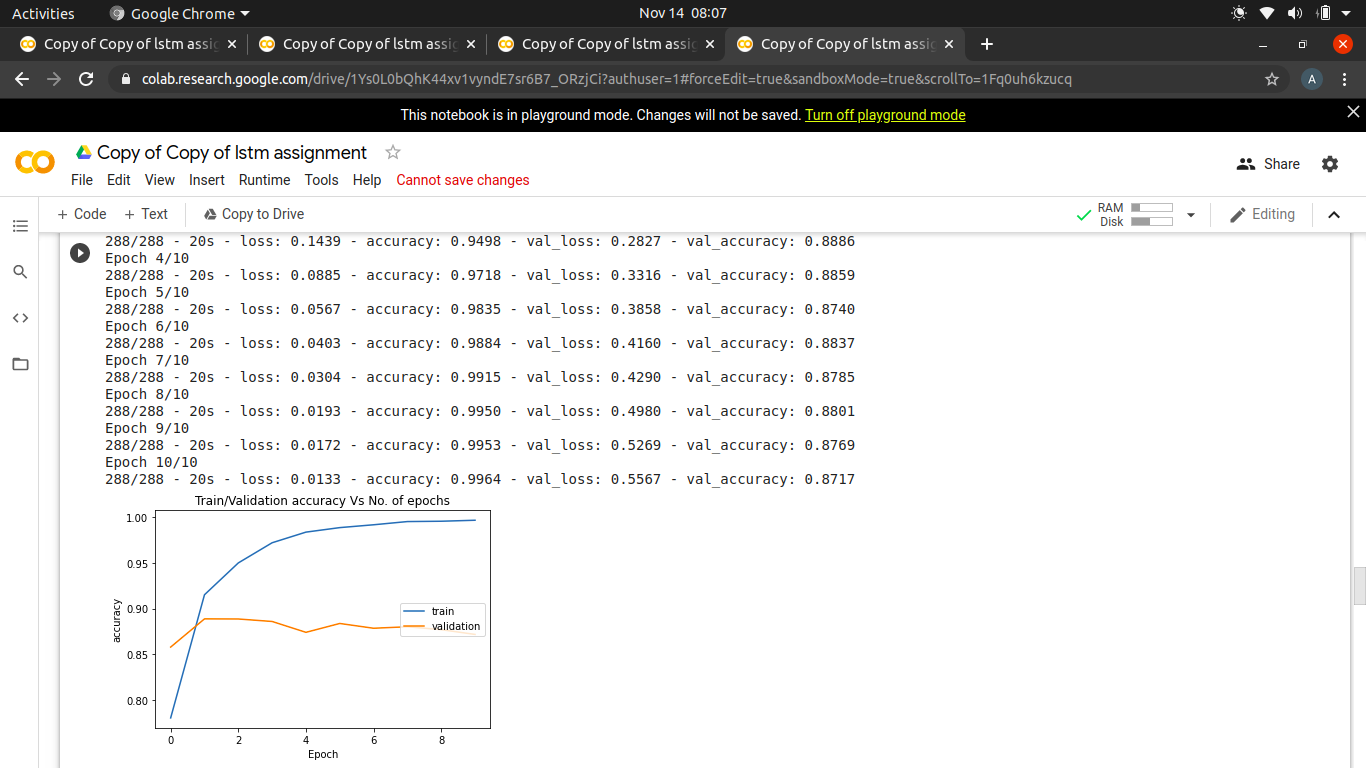 Activities Google Chrome Nov 14 08:07
Copy of Copy of lstm assig Copy of Copy of lstm assig Copy of Copy of lstm assig Copy of Copy of lstm assig
colab.research.google.com/drive/1Ys0L0bQhK44xv1vyndE7sr6B7_ORzjCi?authuser=1#forceEdit=true&sandboxMode=true&scrollTo=1Fq0uh6kzucq A
This notebook is in playground mode. Changes will not be saved. Turn off playground mode
Copy of Copy of lstm assignment
Share
File Edit View Insert Runtime Tools Help Cannot save changes
+ Code + Text Copy to Drive RAM Disk Editing
288/288 - 20s - loss: 0.1439 - accuracy: 0.9498 - val_loss: 0.2827 - val_accuracy: 0.8886
Epoch 4/10
288/288 - 20s - loss: 0.0885 - accuracy: 0.9718 - val_loss: 0.3316 - val_accuracy: 0.8859
Epoch 5/10
288/288 - 20s - loss: 0.0567 - accuracy: 0.9835 - val_loss: 0.3858 - val_accuracy: 0.8740
Epoch 6/10
288/288 - 20s - loss: 0.0403 - accuracy: 0.9884 - val_loss: 0.4160 - val_accuracy: 0.8837
Epoch 7/10
288/288 - 20s - loss: 0.0304 - accuracy: 0.9915 - val_loss: 0.4290 - val_accuracy: 0.8785
Epoch 8/10
288/288 - 20s - loss: 0.0193 - accuracy: 0.9950 - val_loss: 0.4980 - val_accuracy: 0.8801
Epoch 9/10
288/288 - 20s - loss: 0.0172 - accuracy: 0.9953 - val_loss: 0.5269 - val_accuracy: 0.8769
Epoch 10/10
288/288 - 20s - loss: 0.0133 - accuracy: 0.9964 - val_loss: 0.5567 - val_accuracy: 0.8717
Train/Validation accuracy Vs No. of epochs
1.00
0.95
0.90
0.85
0.80
accuracy
train
validation
0 2 4 6 8
Epoch